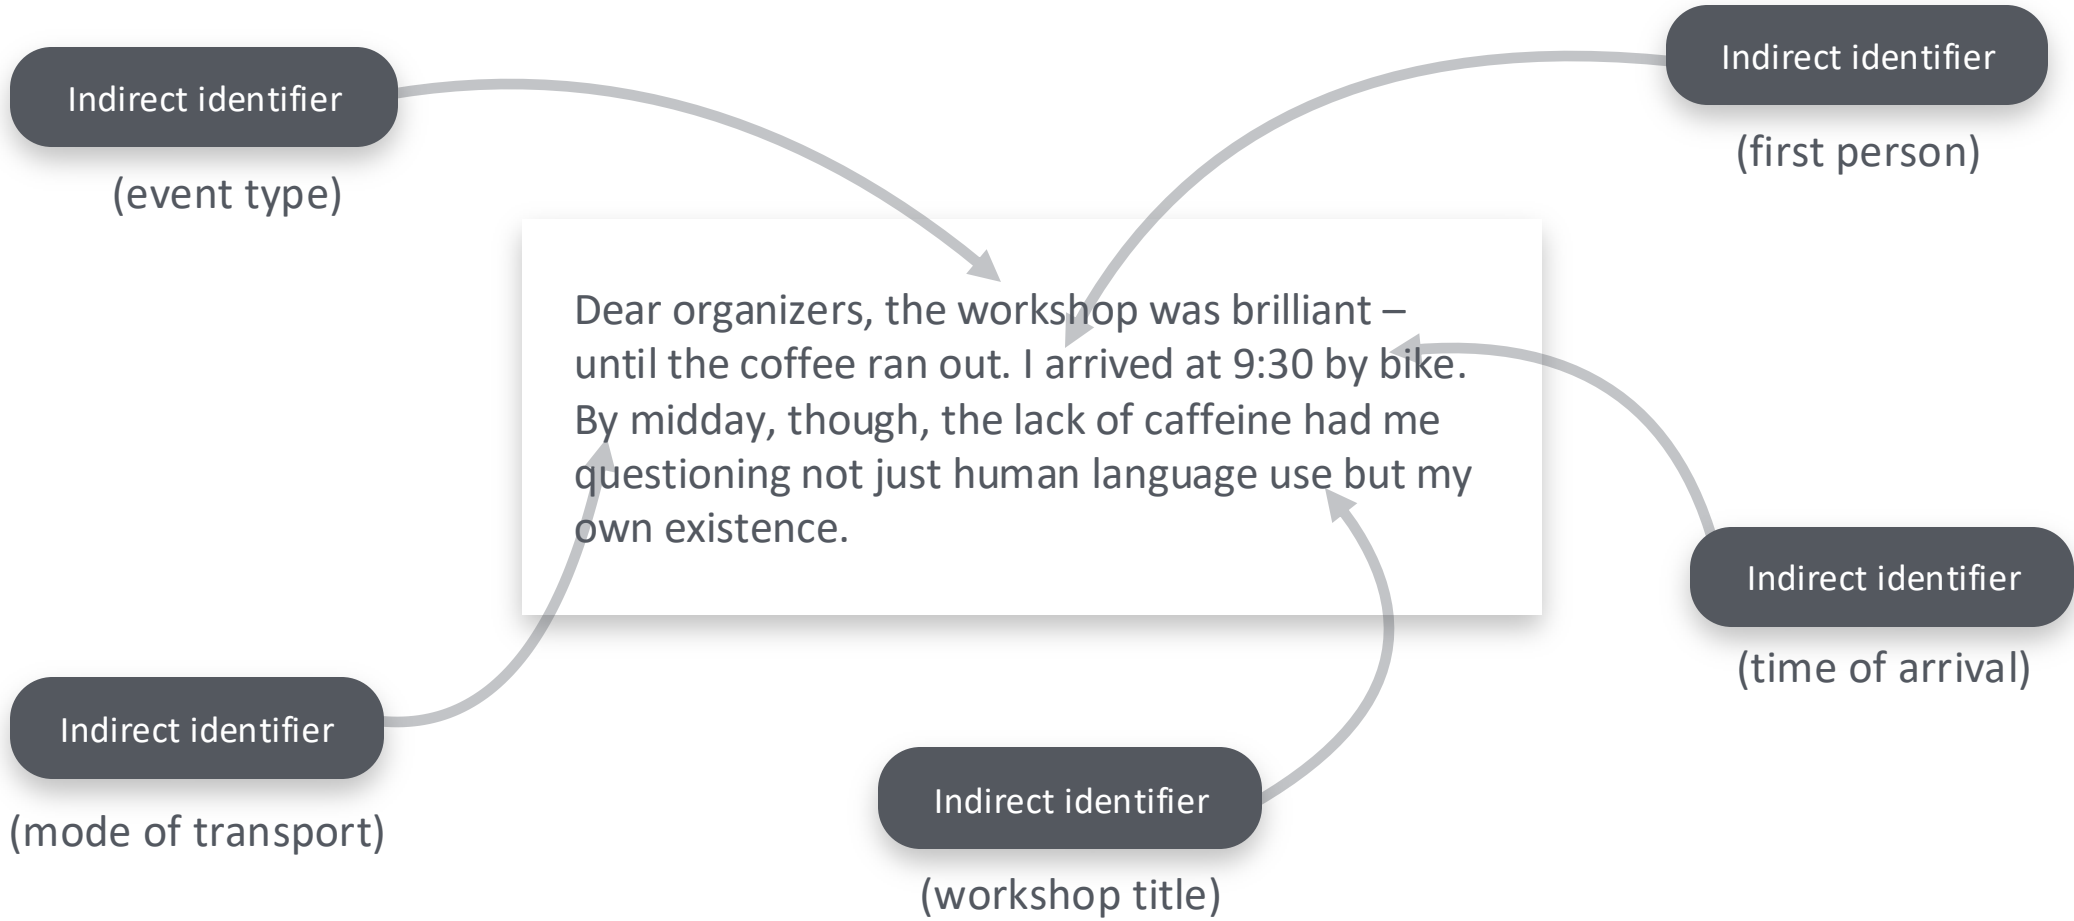 Indirect identifier
(event type)
Indirect identifier
(first person)
Dear organizers, the workshop was brilliant –
until the coffee ran out. I arrived at 9:30 by bike.
By midday, though, the lack of caffeine had me
questioning not just human language use but my
own existence.
Indirect identifier
(time of arrival)
Indirect identifier
(mode of transport)
Indirect identifier
(workshop title)